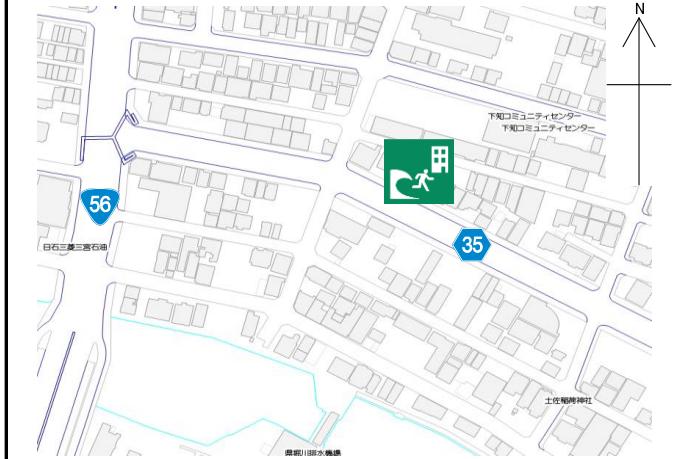 N
下知コミュニティセンター
下知コミュニティセンター
56
35
日石三菱三宮石油
土佐稲荷神社
県堀川排水機場